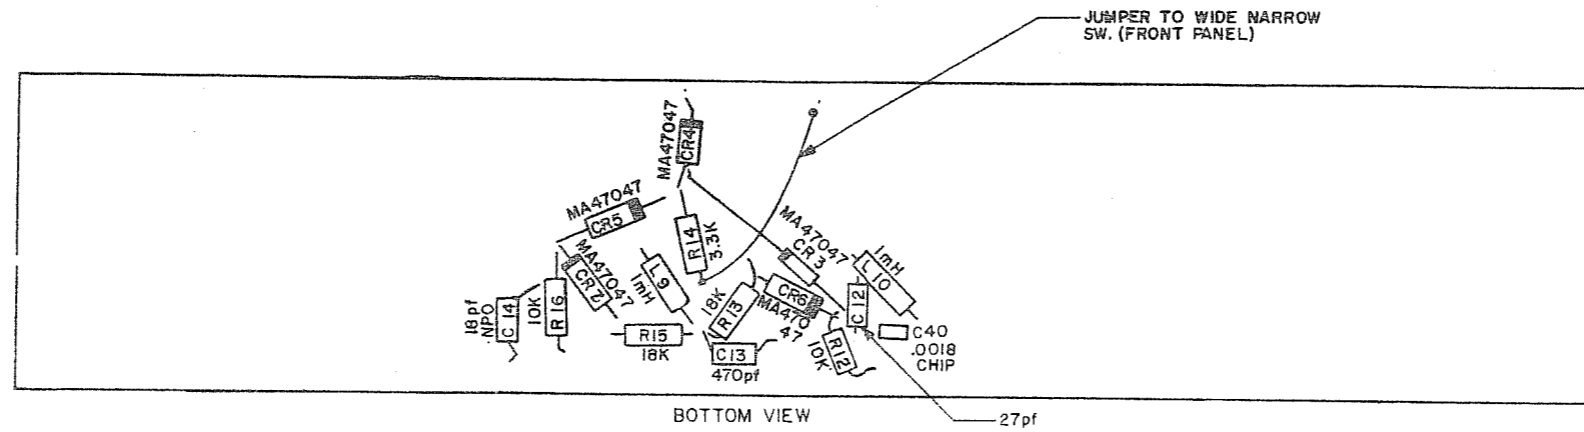 JUMPER TO WIDE NARROW
SW. (FRONT PANEL)
MA47047
CR4
MA47047
CR5
R14
3.3K
MA47047
CR3
1mH
L10
MA47047
CR2
L9
1mH
18K
R13
CR6
MA470
47
C12
18pf
NPO
C14
10K
R16
R15
18K
C13
470pf
10K
R12
C40
.0018
CHIP
BOTTOM VIEW
27pf